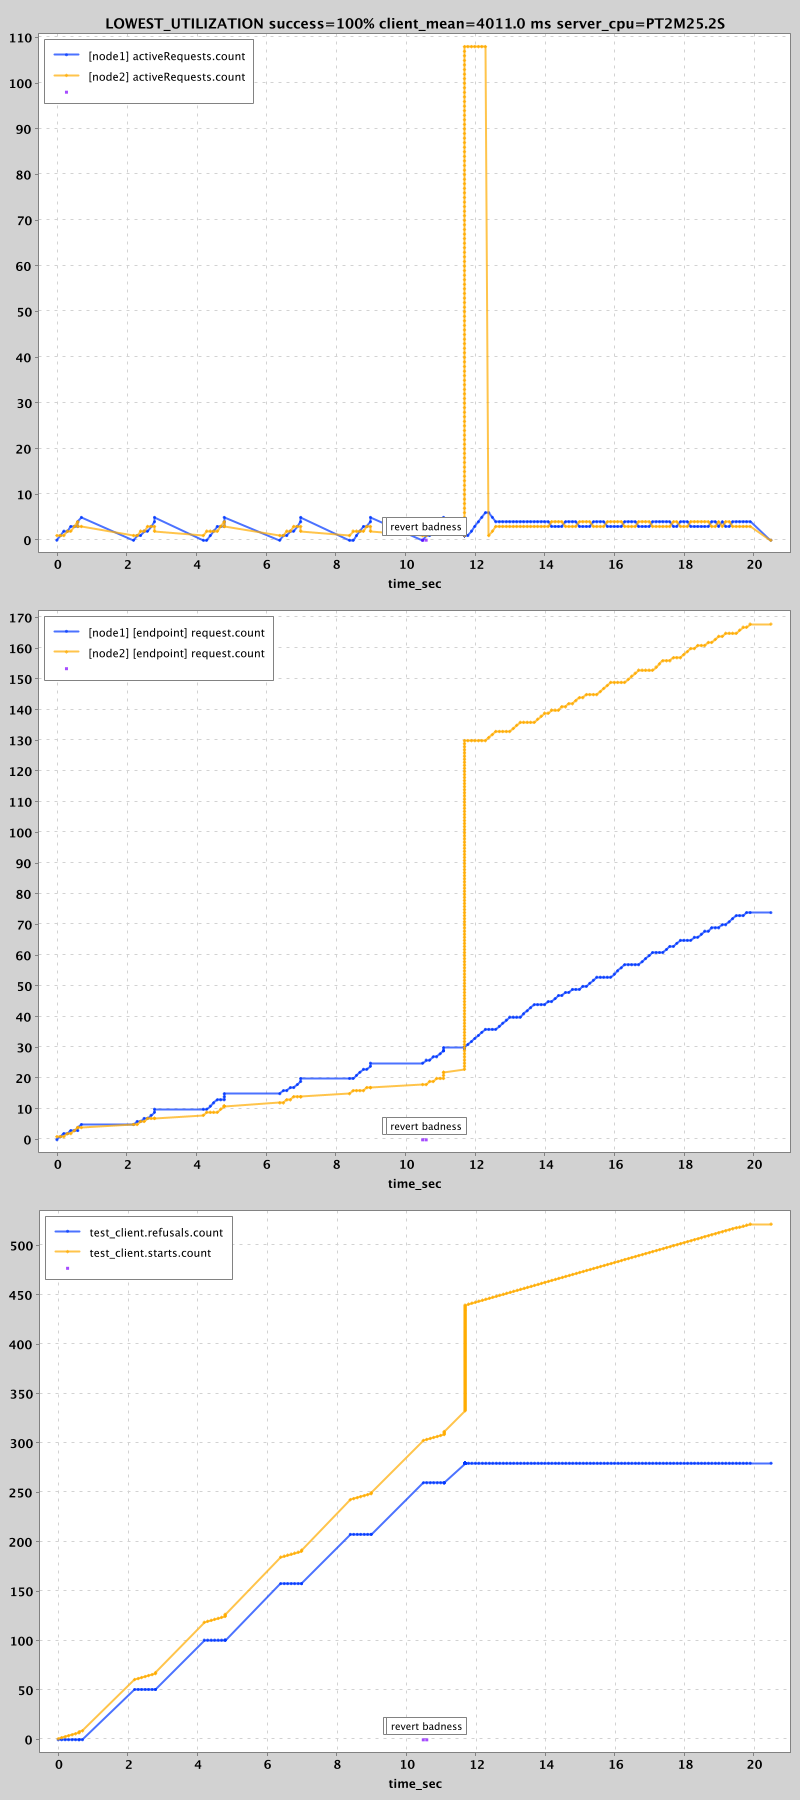 LOWEST_UTILIZATION success=100% client_mean=4011.0 ms server_cpu=PT2M25.2S
[node1] activeRequests.count
[node2] activeRequests.count
110
100
90
80
70
60
50
40
30
20
10
0
revert badness
0 2 4 6 8 10 12 14 16 18 20
time_sec
[node1] [endpoint] request.count
[node2] [endpoint] request.count
170
160
150
140
130
120
110
100
90
80
70
60
50
40
30
20
10
0
revert badness
0 2 4 6 8 10 12 14 16 18 20
time_sec
test_client.refusals.count
test_client.starts.count
500
450
400
350
300
250
200
150
100
50
0
revert badness
0 2 4 6 8 10 12 14 16 18 20
time_sec